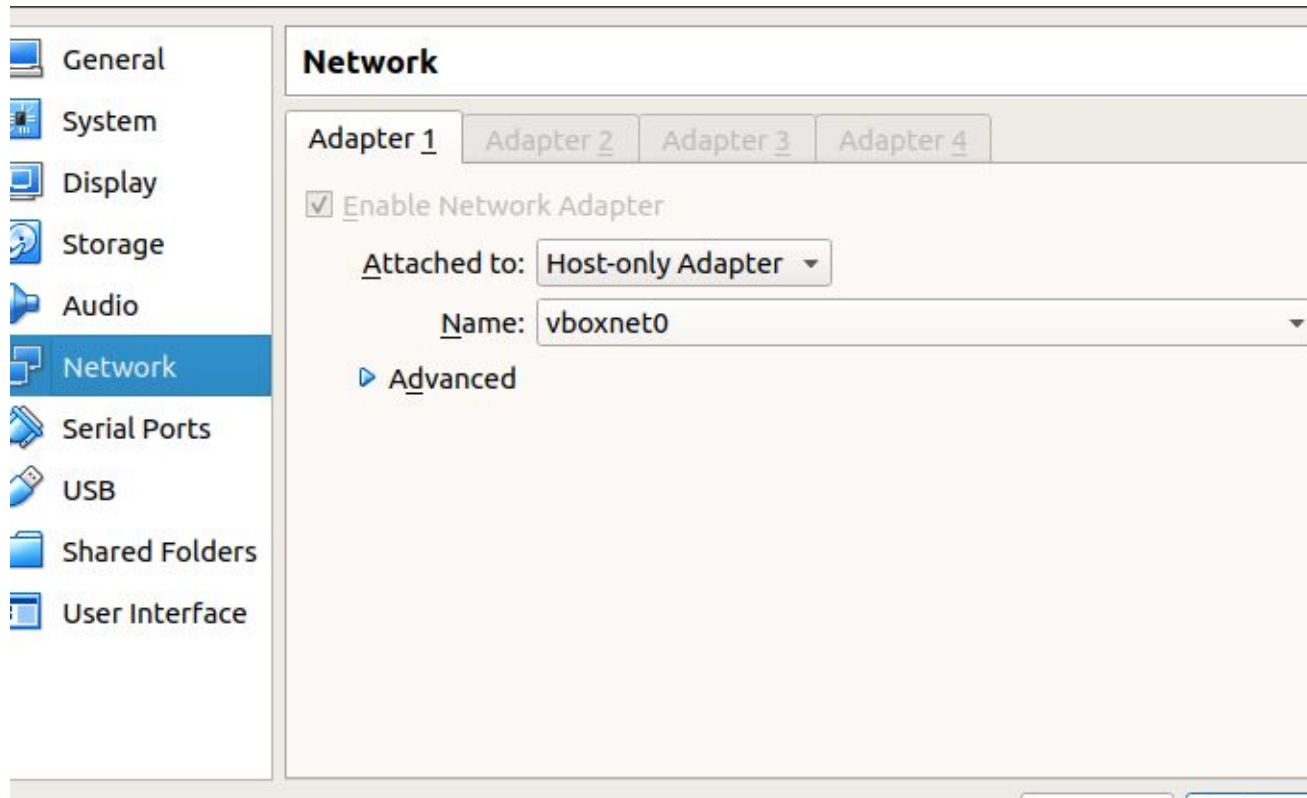 General
System
Display
Storage
Audio
Network
Serial Ports
USB
Shared Folders
User Interface
Network
Adapter 1 Adapter 2 Adapter 3 Adapter 4
Enable Network Adapter
Attached to: Host-only Adapter
Name: vboxnet0
Advanced